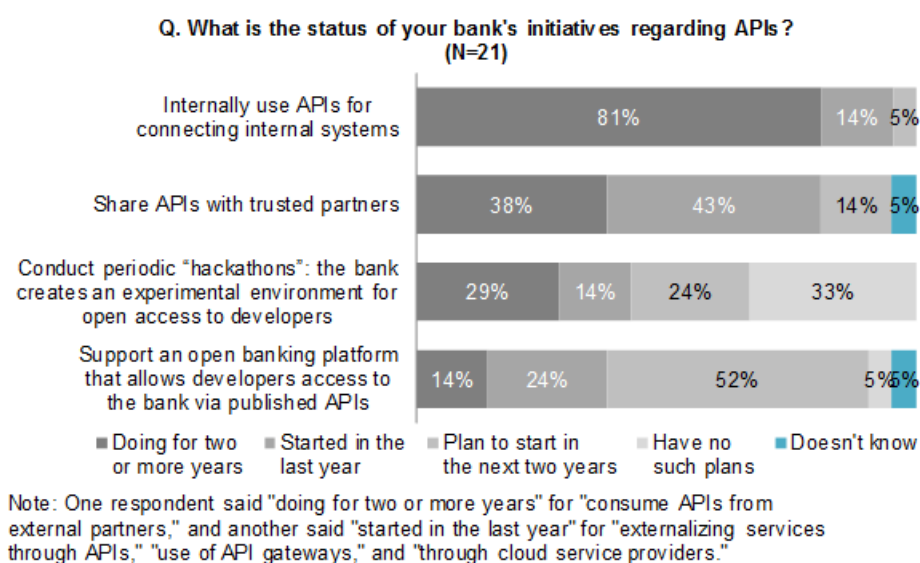 Q. What is the status of your bank's initiatives regarding APIs?
(N=21)
Internally use APIs for
connecting internal systems
81% 14% 5%
Share APIs with trusted partners
38% 43% 14% 5%
Conduct periodic “hackathons”: the bank
creates an experimental environment for
open access to developers
29% 14% 24% 33%
Support an open banking platform
that allows developers access to
the bank via published APIs
14% 24% 52% 5% 5%
Doing for two
or more years
Started in the
last year
Plan to start in
the next two years
Have no
such plans
Doesn't know
Note: One respondent said "doing for two or more years" for "consume APIs from
external partners," and another said "started in the last year" for "externalizing services
through APIs," "use of API gateways," and "through cloud service providers."